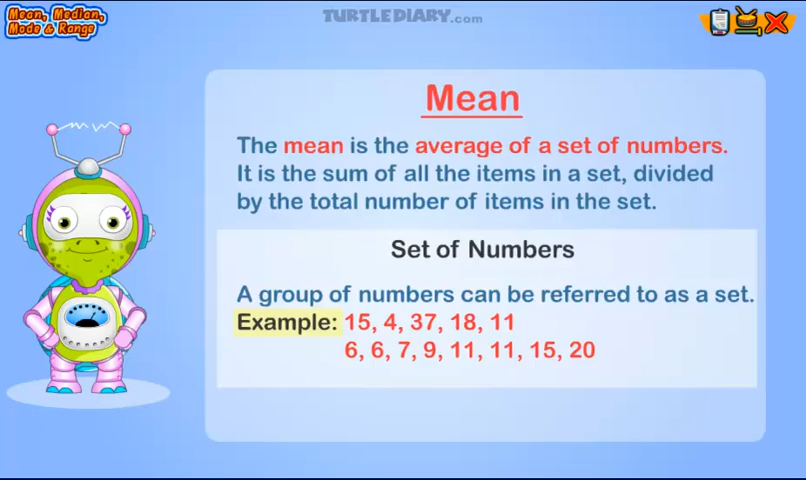 Mean, Median,
Mode & Range
TURTLEDIARY.com
Mean
The mean is the average of a set of numbers.
It is the sum of all the items in a set, divided
by the total number of items in the set.
Set of Numbers
A group of numbers can be referred to as a set.
Example: 15, 4, 37, 18, 11
6, 6, 7, 9, 11, 11, 15, 20